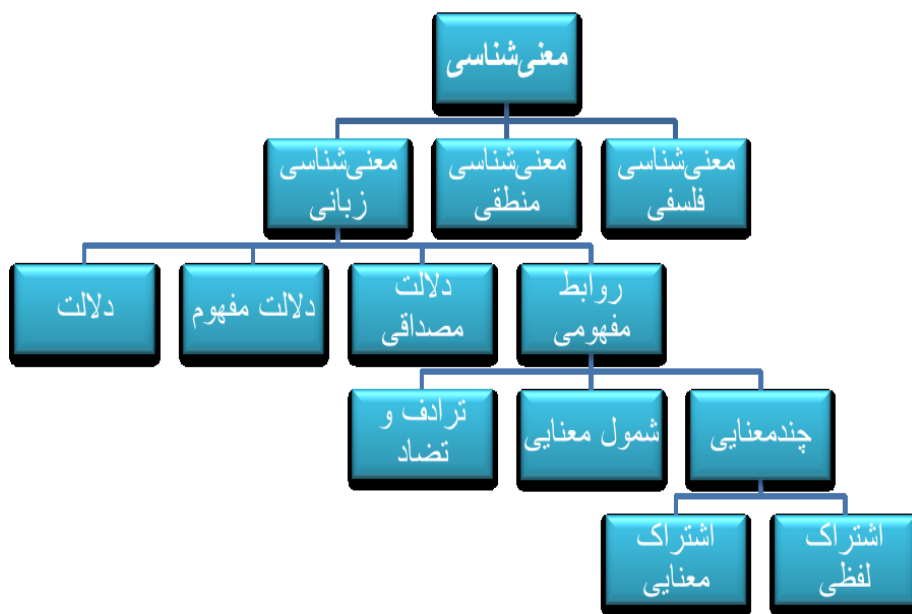 معنی‌شناسی
معنی‌شناسی
فلسفی
معنی‌شناسی
منطقی
معنی‌شناسی
زبانی
روابط
مفهومی
دلالت
مصداقی
دلالت مفهوم
دلالت
چندمعنایی
شمول معنایی
ترادف و
تضاد
اشتراک
لفظی
اشتراک
معنایی